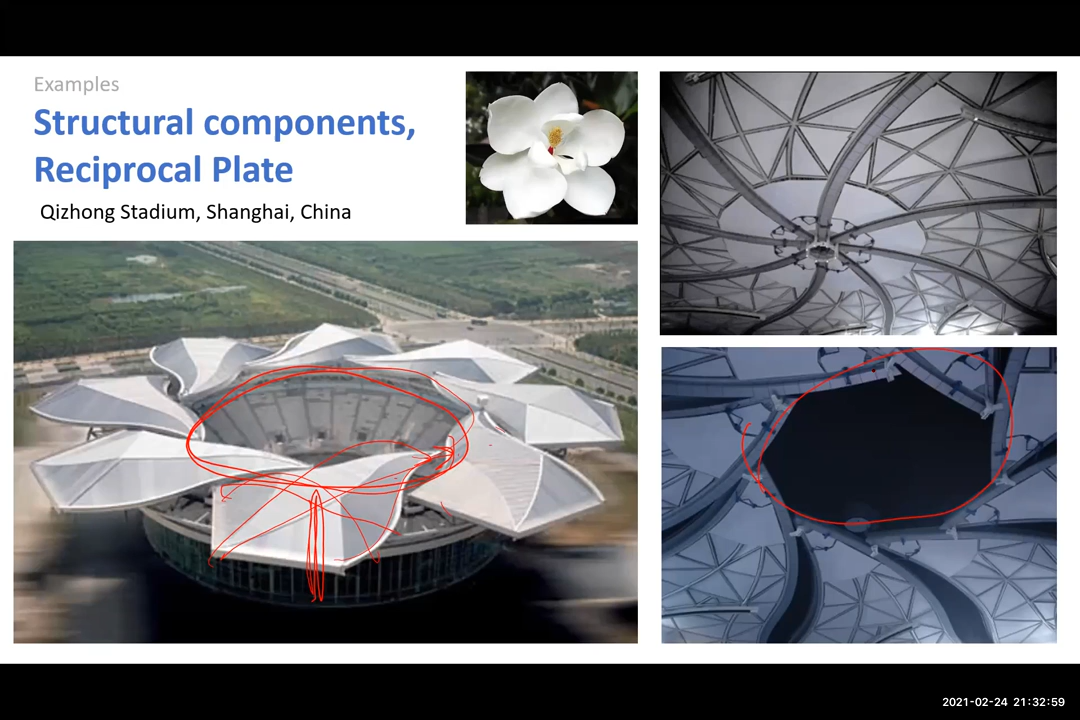 Examples
Structural components,
Reciprocal Plate
Qizhong Stadium, Shanghai, China
2021-02-24 21:32:59